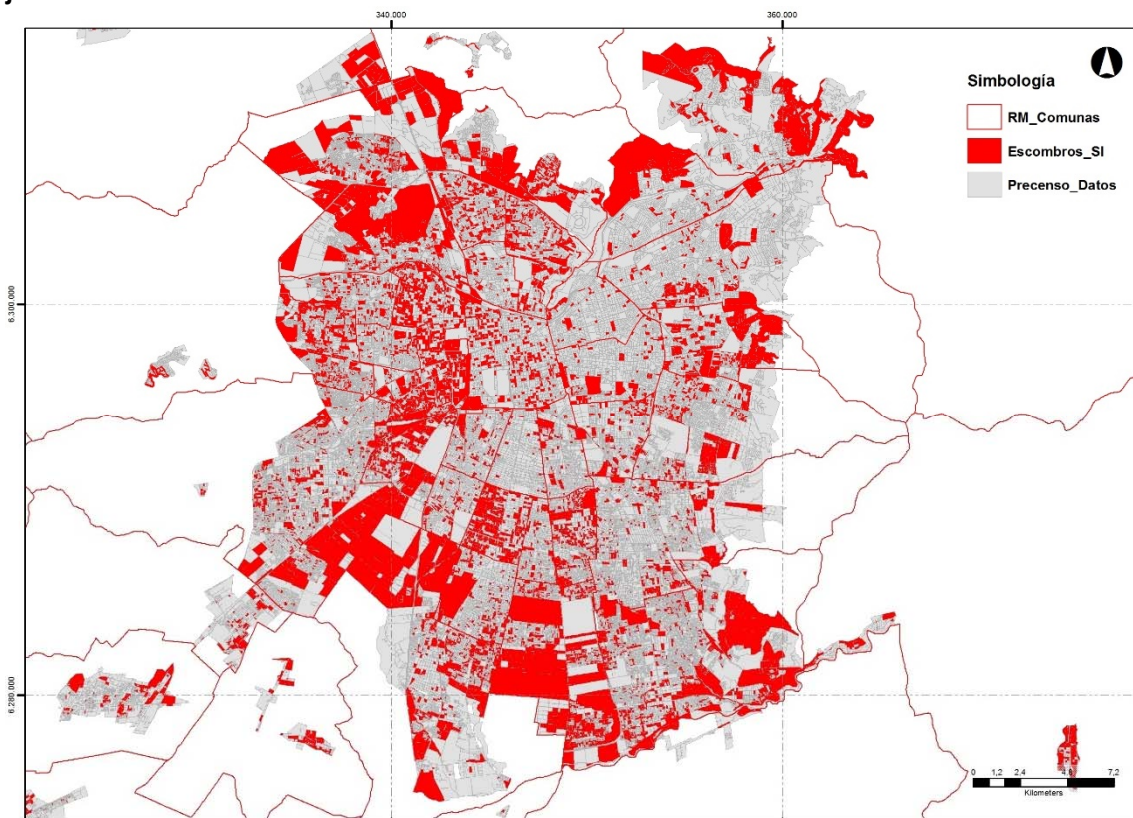 340.000
360.000
Simbología
RM_Comunas
Escombros_SI
Precenso_Datos
6.300.000
6.280.000
0 1,2 2,4 4,8 7,2
Kilometers